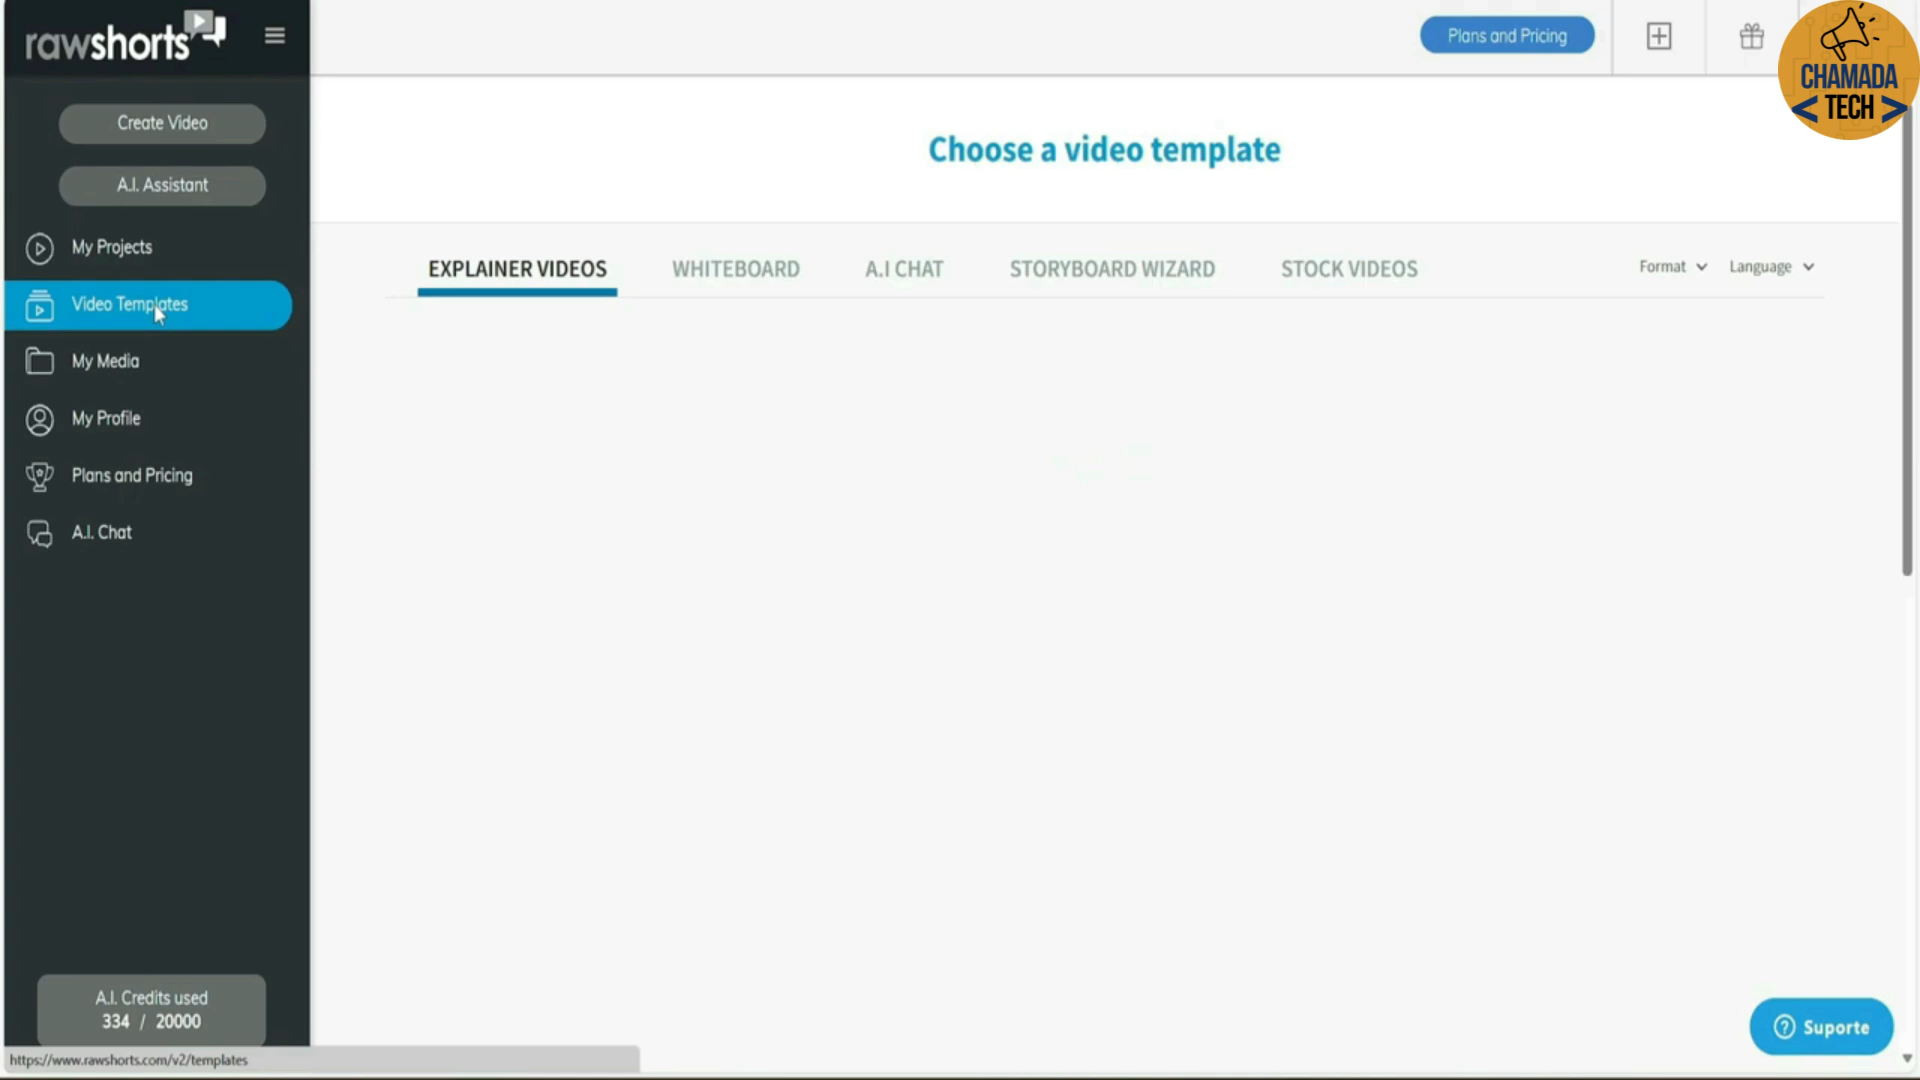 rawshorts
Plans and Pricing
CHAMADA
< TECH >
Create Video
A.I. Assistant
My Projects
Video Templates
My Media
My Profile
Plans and Pricing
A.I. Chat
Choose a video template
EXPLAINER VIDEOS
WHITEBOARD
A.I CHAT
STORYBOARD WIZARD
STOCK VIDEOS
Format
Language
A.I. Credits used
334 / 20000
Suporte
https://www.rawshorts.com/v2/templates